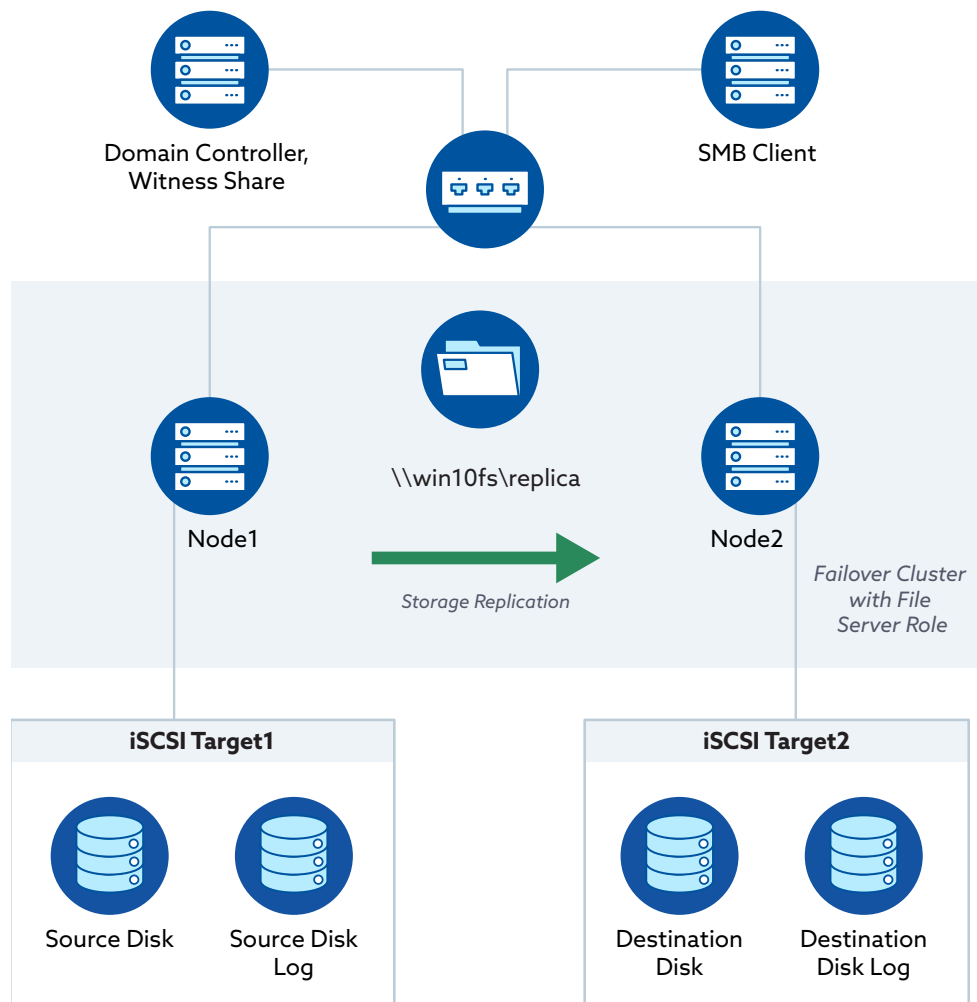 Domain Controller,
Witness Share
SMB Client
\\win10fs\replica
Node1
Node2
Storage Replication
Failover Cluster
with File
Server Role
iSCSI Target1
iSCSI Target2
Source Disk
Source Disk
Log
Destination
Disk
Destination
Disk Log